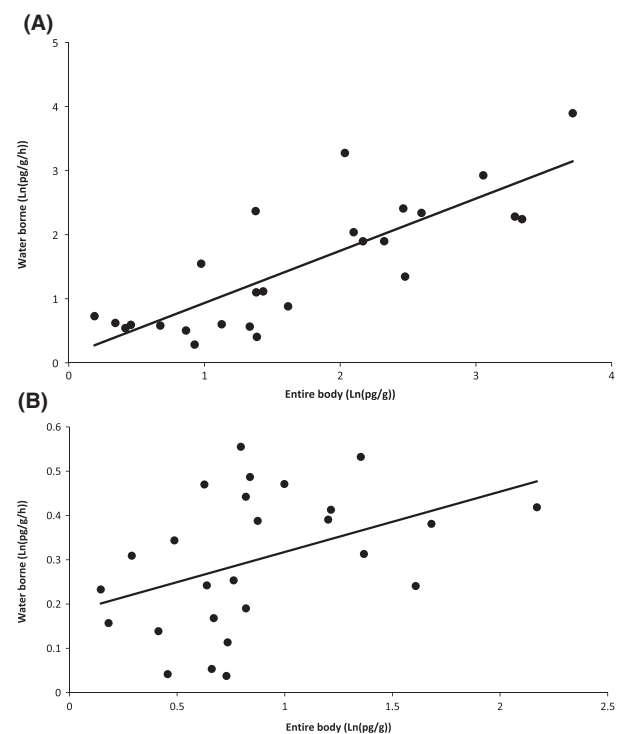 (A)
5
4
3
2
1
0
Water borne (Ln(pg/g/h))
0 1 2 3 4
Entire body (Ln(pg/g))
(B)
0.6
0.5
0.4
0.3
0.2
0.1
0
Water borne (Ln(pg/g/h))
0 0.5 1 1.5 2 2.5
Entire body (Ln(pg/g))